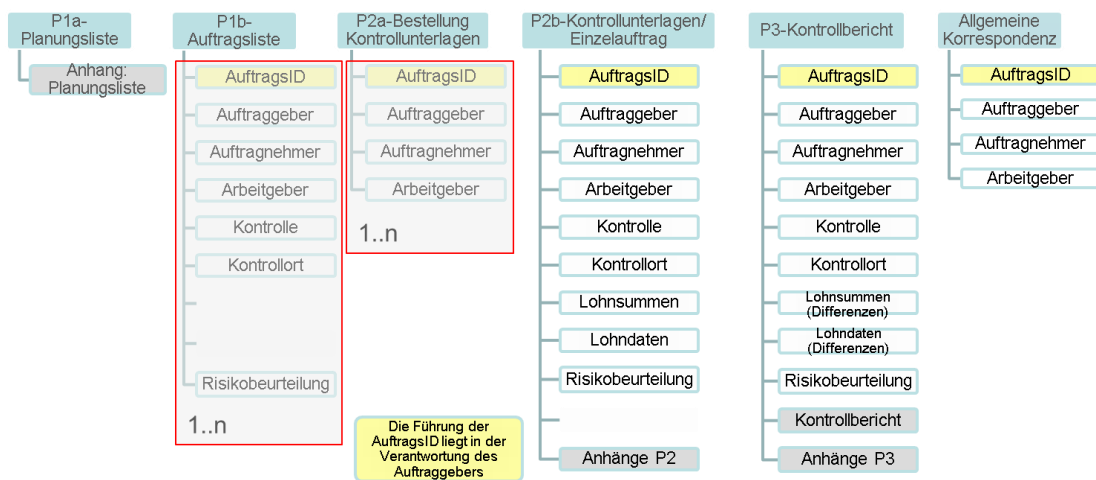 P1a-
Planungsliste
Anhang:
Planungsliste
P1b-
Auftragsliste
AuftragsID
Auftraggeber
Auftragnehmer
Arbeitgeber
Kontrolle
Kontrollort
Risikobeurteilung
1..n
P2a-Bestellung
Kontrollunterlagen
AuftragsID
Auftraggeber
Auftragnehmer
Arbeitgeber
1..n
Die Führung der
AuftragsID liegt in der
Verantwortung des
Auftraggebers
P2b-Kontrollunterlagen/
Einzelauftrag
AuftragsID
Auftraggeber
Auftragnehmer
Arbeitgeber
Kontrolle
Kontrollort
Lohnsummen
Lohndaten
Risikobeurteilung
Anhänge P2
P3-Kontrollbericht
AuftragsID
Auftraggeber
Auftragnehmer
Arbeitgeber
Kontrolle
Kontrollort
Lohnsummen
(Differenzen)
Lohndaten
(Differenzen)
Risikobeurteilung
Kontrollbericht
Anhänge P3
Allgemeine
Korrespondenz
AuftragsID
Auftraggeber
Auftragnehmer
Arbeitgeber